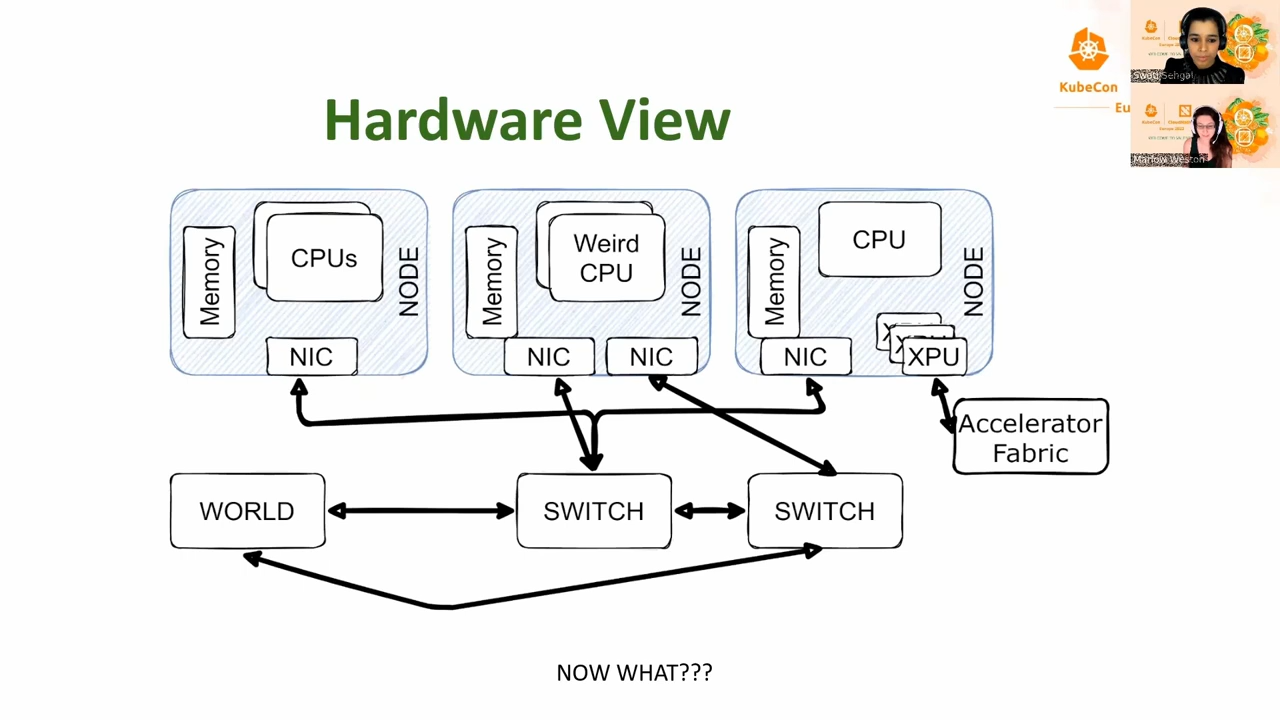 Hardware View
KubeCon
Eu
Swati Sehgal
Marlow Weston
Memory
CPUs
NODE
NIC
Memory
Weird
CPU
NODE
NIC
NIC
Memory
CPU
NODE
NIC
XPU
Accelerator
Fabric
WORLD
SWITCH
SWITCH
NOW WHAT???